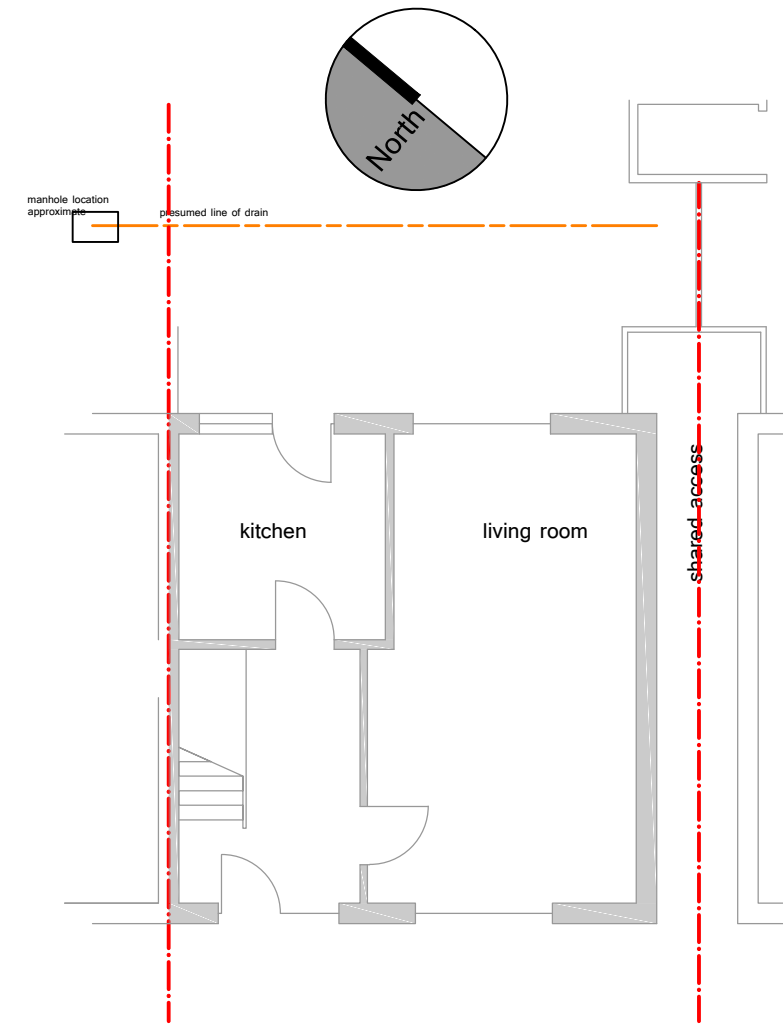 North
manhole location
approximate
presumed line of drain
shared access
kitchen
living room